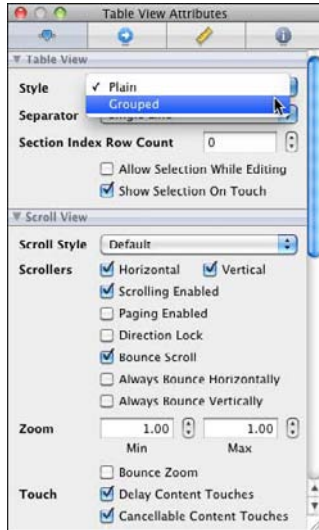 Table View Attributes
Table View
Style
Plain
Grouped
Separator Single Line
Section Index Row Count 0
Allow Selection While Editing
Show Selection On Touch
Scroll View
Scroll Style Default
Scrollers Horizontal Vertical
Scrolling Enabled
Paging Enabled
Direction Lock
Bounce Scroll
Always Bounce Horizontally
Always Bounce Vertically
Zoom 1.00 1.00
Min Max
Bounce Zoom
Touch Delay Content Touches
Cancellable Content Touches